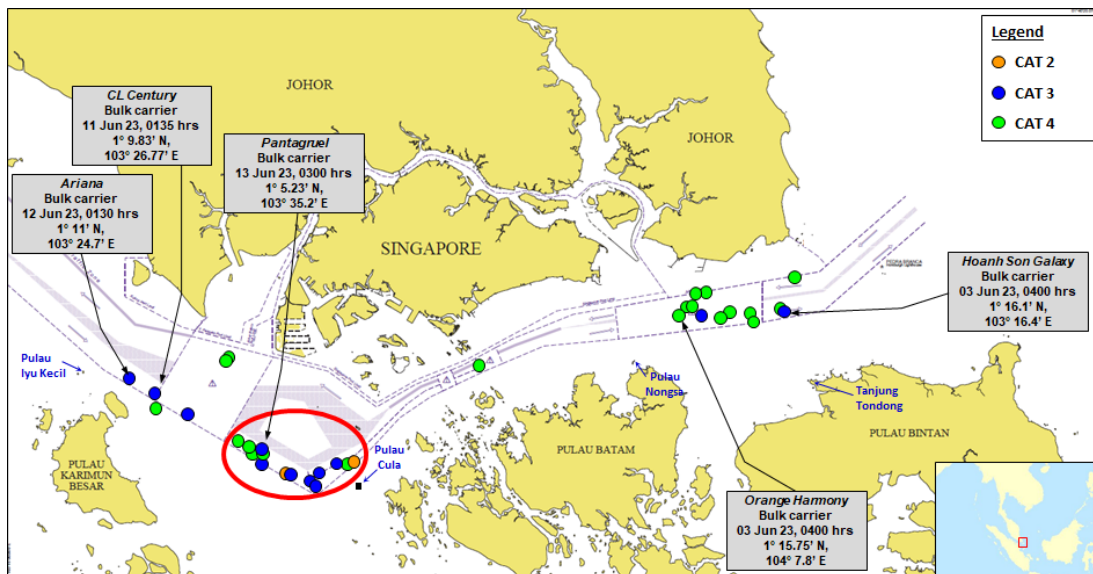 Legend
CAT 2
CAT 3
CAT 4
JOHOR
JOHOR
CL Century
Bulk carrier
11 Jun 23, 0135 hrs
1° 9.83' N,
103° 26.77' E
Pantagruel
Bulk carrier
13 Jun 23, 0300 hrs
1° 5.23' N,
103° 35.2' E
Ariana
Bulk carrier
12 Jun 23, 0130 hrs
1° 11' N,
103° 24.7' E
SINGAPORE
Hoanh Son Galaxy
Bulk carrier
03 Jun 23, 0400 hrs
1° 16.1' N,
103° 16.4' E
Pulau
Iyu Kecil
Pulau
Nongsa
Tanjung
Tondong
PULAU BINTAN
PULAU BATAM
Pulau
Cula
PULAU
KARIMUN
BESAR
Orange Harmony
Bulk carrier
03 Jun 23, 0400 hrs
1° 15.75' N,
104° 7.8' E